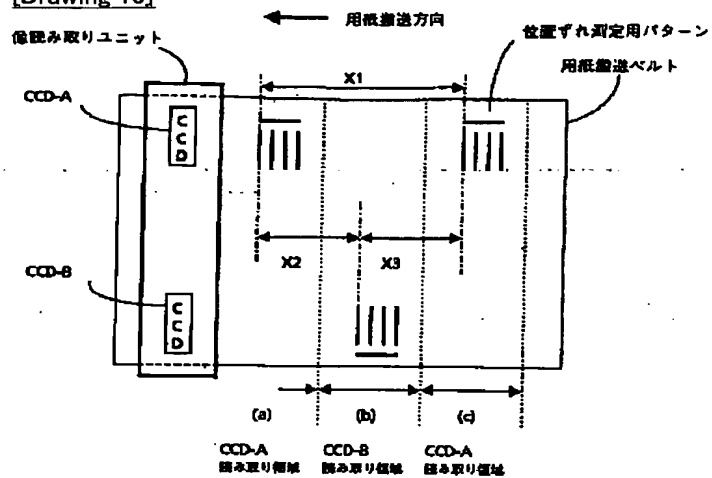 [Drawing 10]
用紙搬送方向
像読み取りユニット
位置ずれ測定用パターン
用紙搬送ベルト
X1
CCD-A
C
C
D
X2
X3
CCD-B
C
C
D
(a)
(b)
(c)
CCD-A
読み取り領域
CCD-B
読み取り領域
CCD-A
読み取り領域